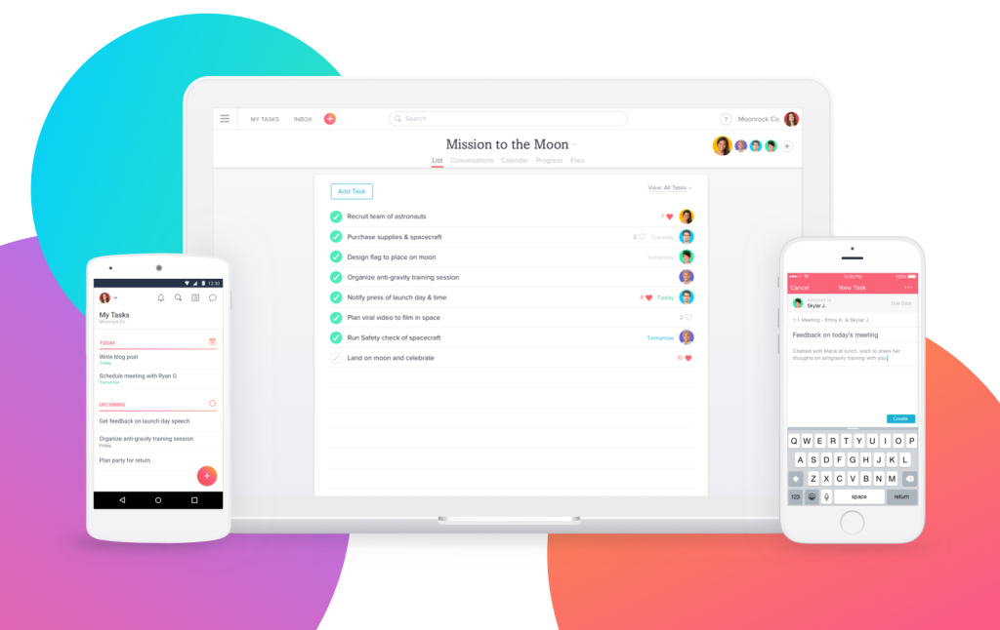 MY TASKS
INBOX
Search
?
Moonrock Co.
Mission to the Moon
List Conversations Calendar Progress Files
Add Task
View: All Tasks
Recruit team of astronauts
7
Purchase supplies & spacecraft
2 Tuesday
Design flag to place on moon
Yesterday
Organize anti-gravity training session
Notify press of launch day & time
Today
Plan viral video to film in space
2
Run Safety check of spacecraft
Tomorrow
Land on moon and celebrate
10
12:30
My Tasks
Moonrock Co.
TODAY
Write blog post
Today
Schedule meeting with Ryan O.
Tomorrow
UPCOMING
Get feedback on launch day speech
Organize anti-gravity training session
Friday
Plan party for return
12:30 PM
100%
Cancel
New Task
Assigned to
Skylar J.
Due Date
1:1 Meeting - Emily K. & Skylar J.
Feedback on today's meeting
Chatted with Maria at lunch, want to share her
thoughts on antigravity training with you.
Create
Q W E R T Y U I O P
A S D F G H J K L
Z X C V B N M
123
space
return